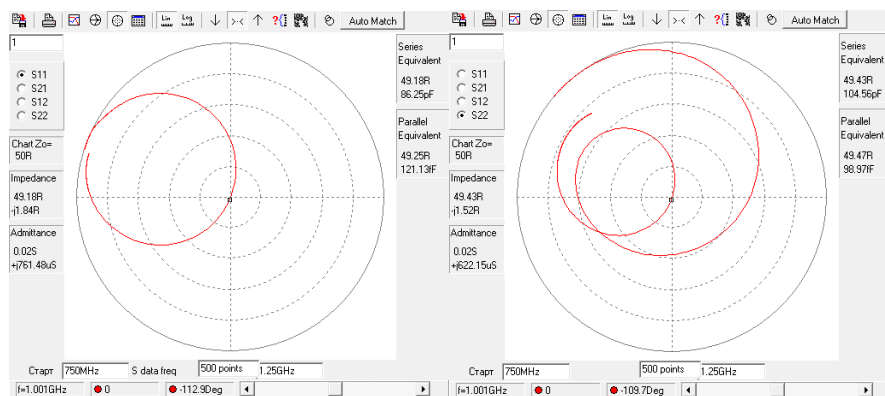 Lin
Log
Auto Match
1
S11
S21
S12
S22
Chart Zo=
50R
Impedance
49.18R
-j1.84R
Admittance
0.02S
+j761.48uS
Series
Equivalent
49.18R
86.25pF
Parallel
Equivalent
49.25R
121.13fF
Старт
750MHz
S data freq
500 points
1.25GHz
f=1.001GHz
0
-112.9Deg
Lin
Log
Auto Match
1
S11
S21
S12
S22
Chart Zo=
50R
Impedance
49.43R
-j1.52R
Admittance
0.02S
+j622.15uS
Series
Equivalent
49.43R
104.56pF
Parallel
Equivalent
49.47R
98.97fF
Старт
750MHz
500 points
1.25GHz
f=1.001GHz
0
-109.7Deg